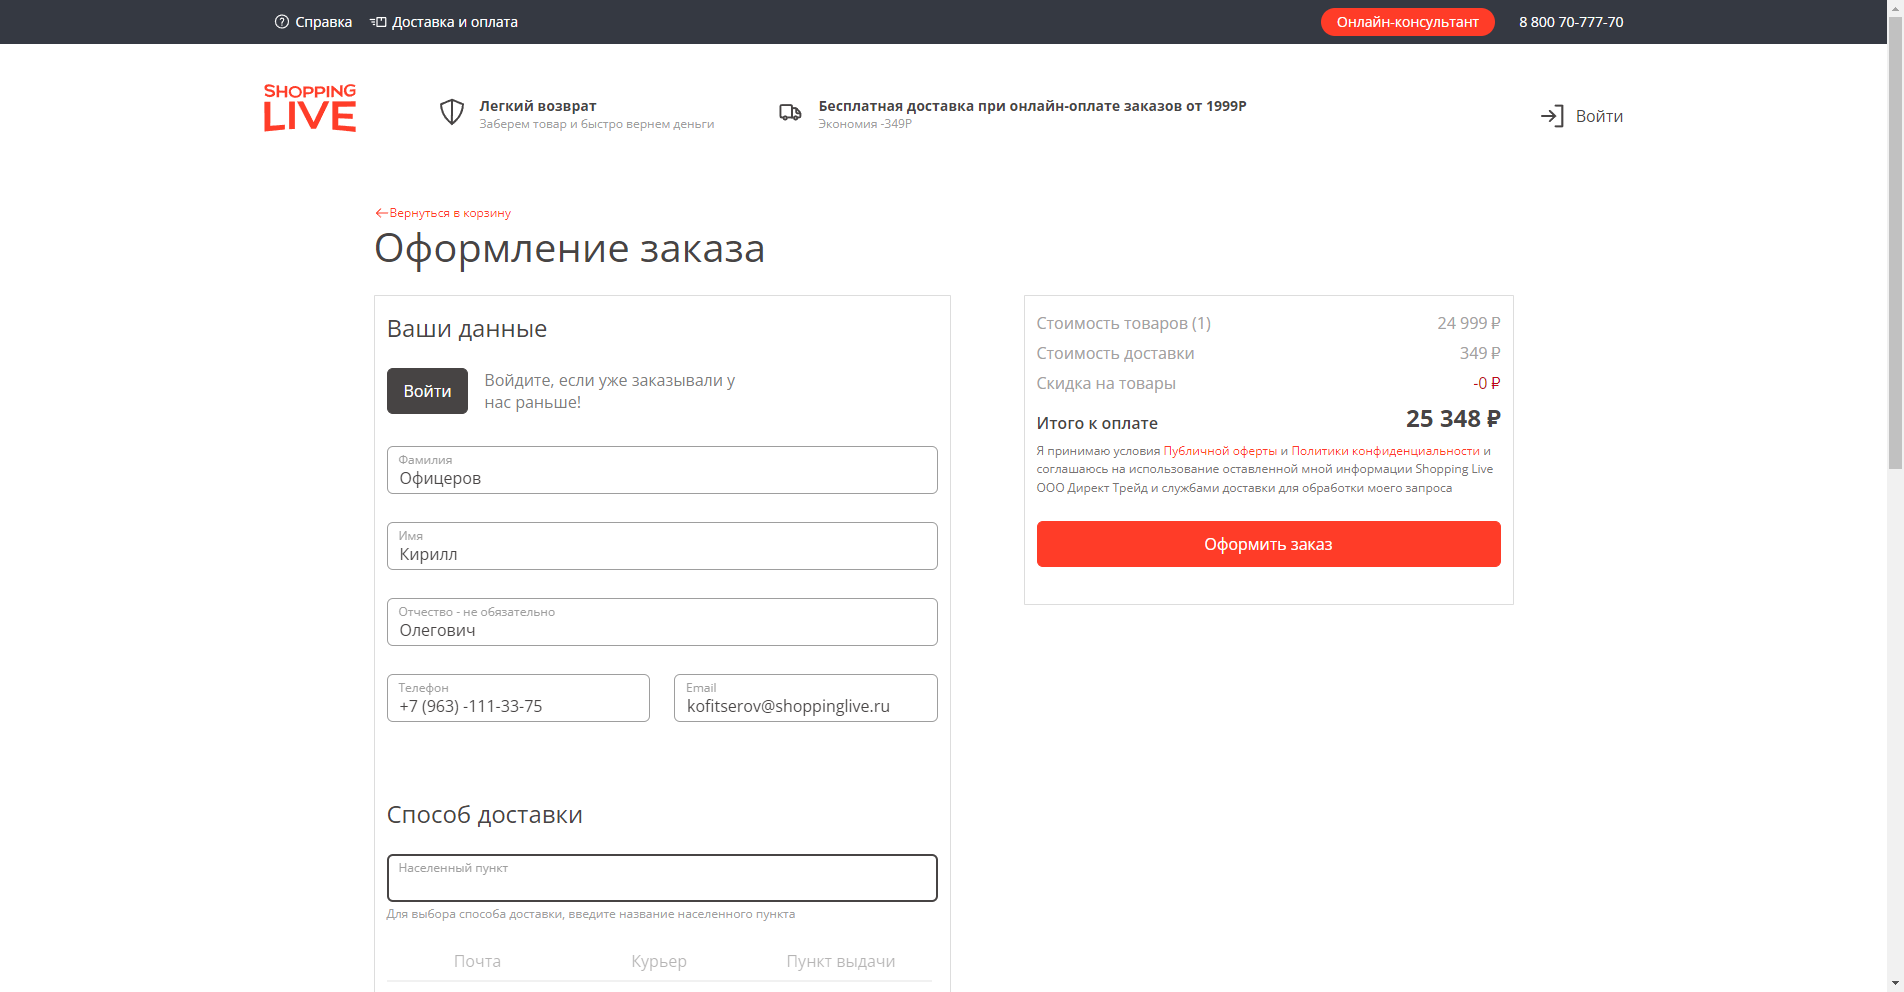 Справка
Доставка и оплата
Онлайн-консультант
8 800 70-777-70
SHOPPING
LIVE
Легкий возврат
Заберем товар и быстро вернем деньги
Бесплатная доставка при онлайн-оплате заказов от 1999Р
Экономия -349Р
Войти
Вернуться в корзину
Оформление заказа
Ваши данные
Войти
Войдите, если уже заказывали у
нас раньше!
Фамилия
Офицеров
Имя
Кирилл
Отчество - не обязательно
Олегович
Телефон
+7 (963) -111-33-75
Email
kofitserov@shoppinglive.ru
Способ доставки
Населенный пункт
Для выбора способа доставки, введите название населенного пункта
Почта
Курьер
Пункт выдачи
Стоимость товаров (1) 24 999 ₽
Стоимость доставки 349 ₽
Скидка на товары -0 ₽
Итого к оплате 25 348 ₽
Я принимаю условия Публичной оферты и Политики конфиденциальности и
соглашаюсь на использование оставленной мной информации Shopping Live
ООО Директ Трейд и службами доставки для обработки моего запроса
Оформить заказ